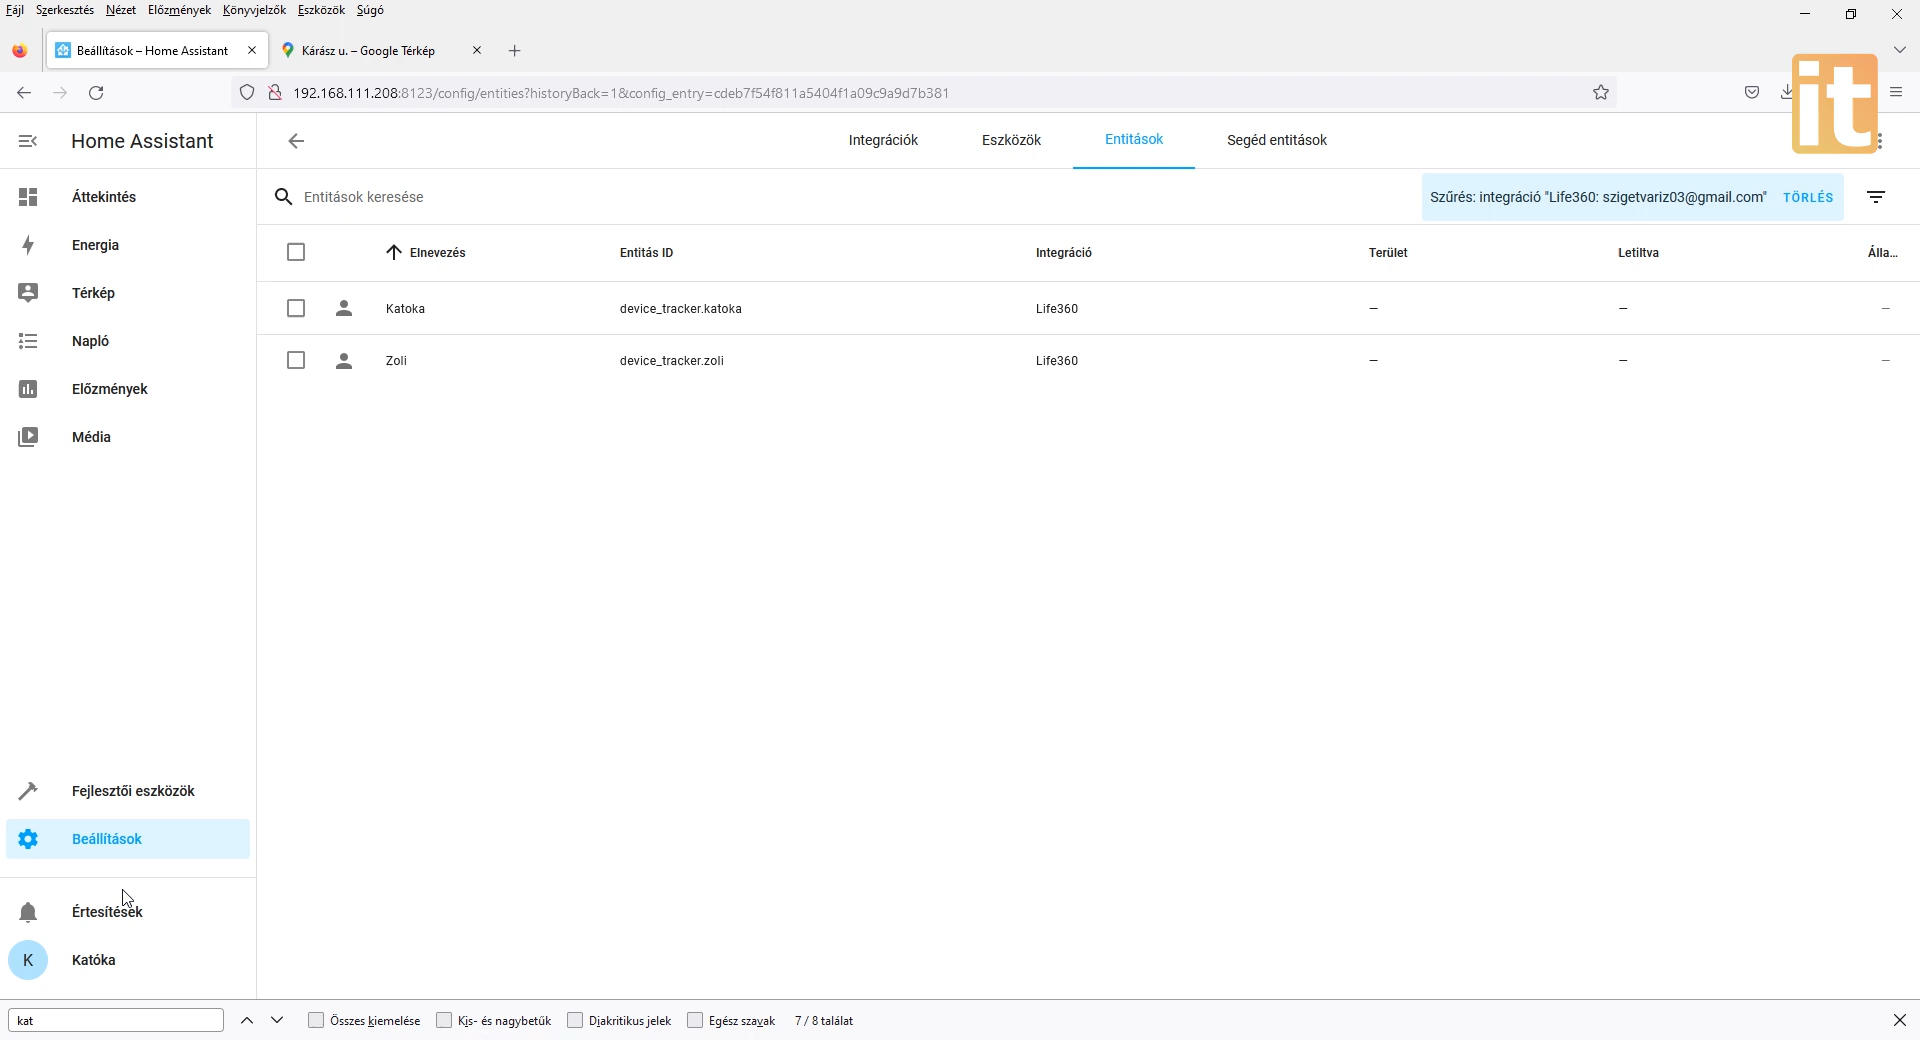 Fájl Szerkesztés Nézet Előzmények Könyvjelzők Eszközök Súgó
Beállítások – Home Assistant
Kárász u. – Google Térkép
192.168.111.208:8123/config/entities?historyBack=1&config_entry=cdeb7f54f811a5404f1a09c9a9d7b381
it
Home Assistant
Integrációk Eszközök Entitások Segéd entitások
Áttekintés
Energia
Térkép
Napló
Előzmények
Média
Fejlesztői eszközök
Beállítások
Értesítések
K Katóka
Entitások keresése
Szűrés: integráció "Life360: szigetvariz03@gmail.com" TÖRLÉS
Elnevezés Entitás ID Integráció Terület Letiltva Álla...
Katoka device_tracker.katoka Life360 – – –
Zoli device_tracker.zoli Life360 – – –
kat
Összes kiemelése Kis- és nagybetűk Diakritikus jelek Egész szavak 7 / 8 találat